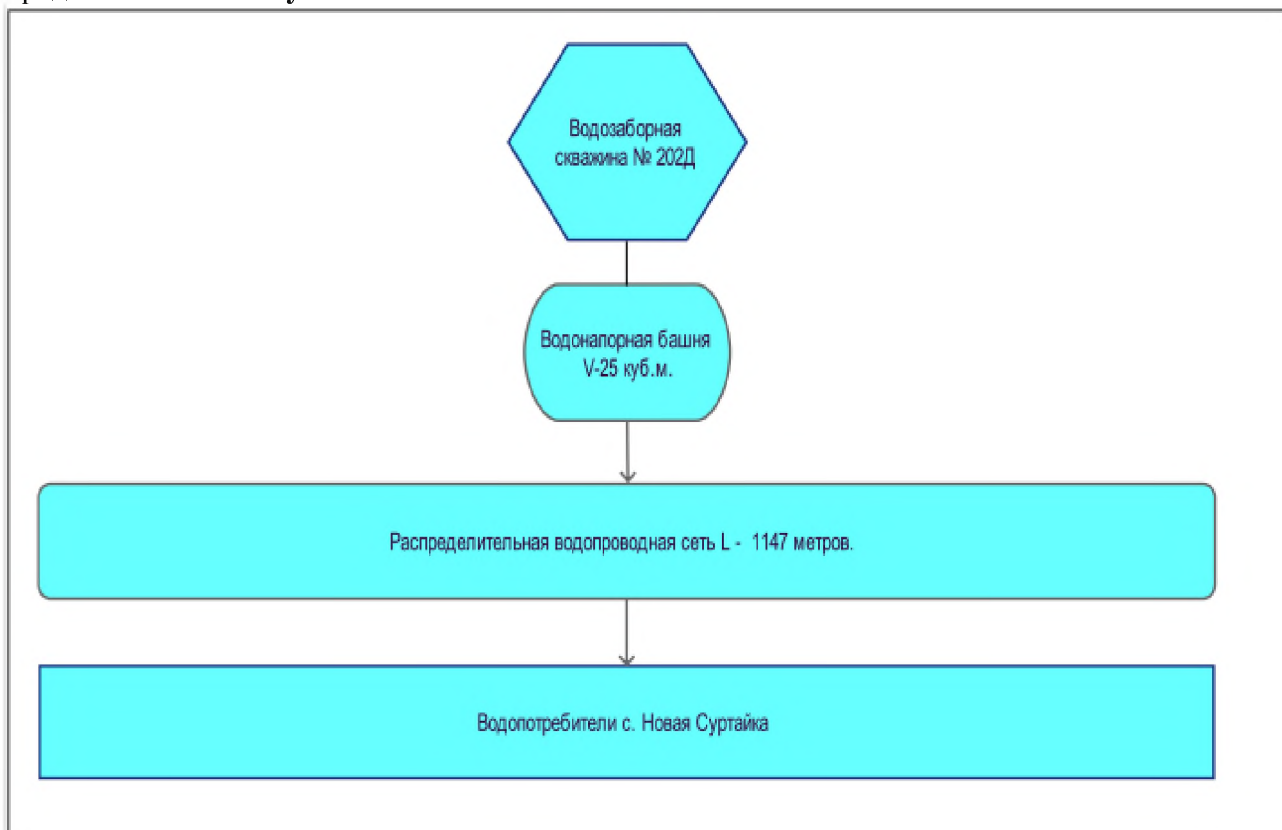 Водозаборная
скважина № 202Д
Водонапорная башня
V-25 куб.м.
Распределительная водопроводная сеть L - 1147 метров.
Водопотребители с. Новая Суртайка